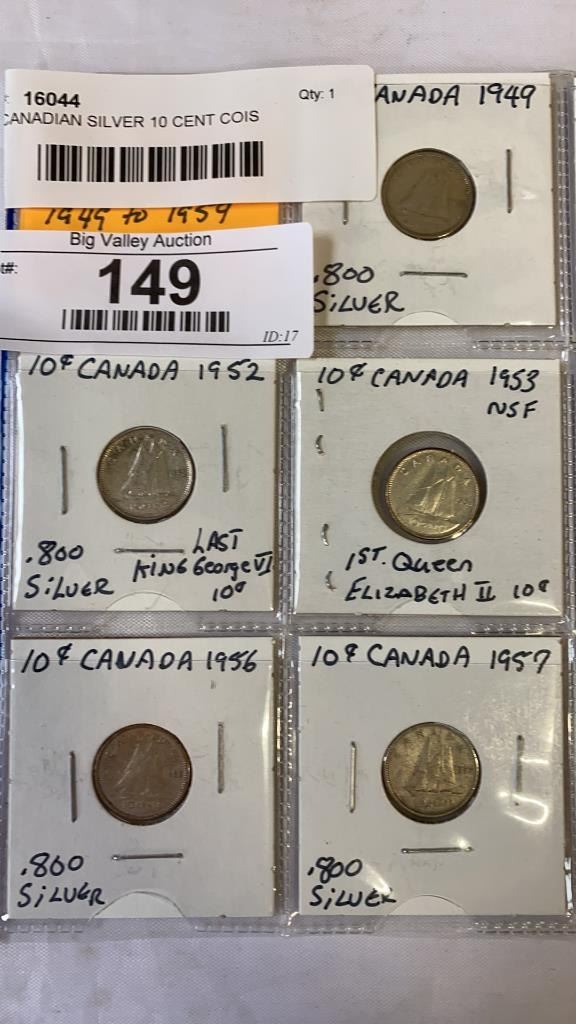 16044
Qty: 1
CANADIAN SILVER 10 CENT COIS
1949 to 1959
Big Valley Auction
t#:
149
ID:17
ANADA 1949
.800
SILVER
10¢ CANADA 1952
.800
SILVER
LAST
KING George VI
10¢
10¢ CANADA 1953
NSF
1ST. Queen
ELIZABETH II 10¢
10¢ CANADA 1956
.800
SILVER
10¢ CANADA 1957
.800
SILVER